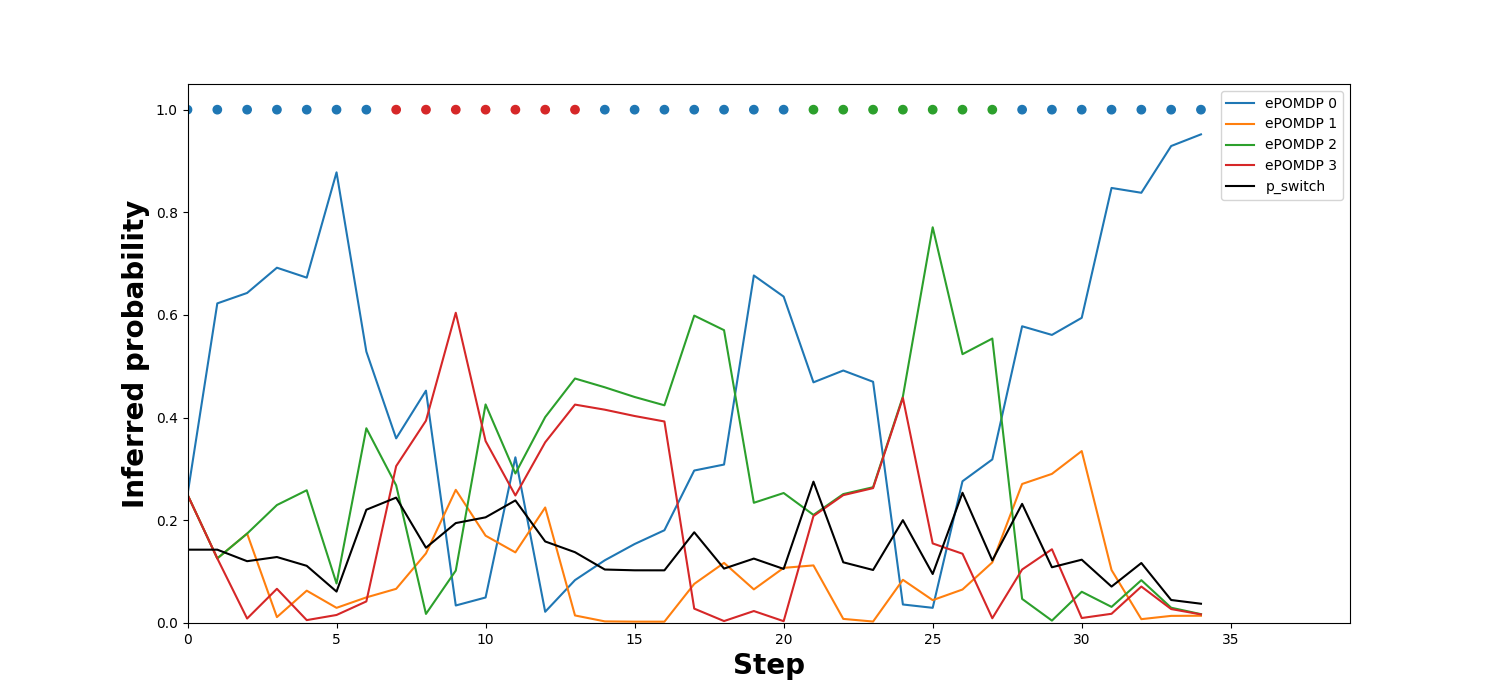 1.0
0.8
0.6
0.4
0.2
0.0
Inferred probability
0 5 10 15 20 25 30 35
Step
ePOMDP 0
ePOMDP 1
ePOMDP 2
ePOMDP 3
p_switch